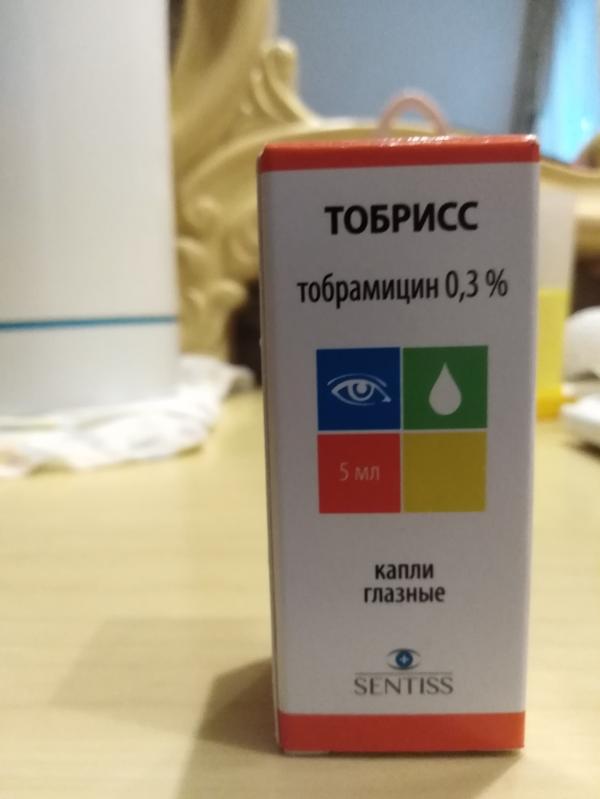 ТОБРИСС
тобрамицин 0,3 %
5 мл
капли
глазные
SENTISS